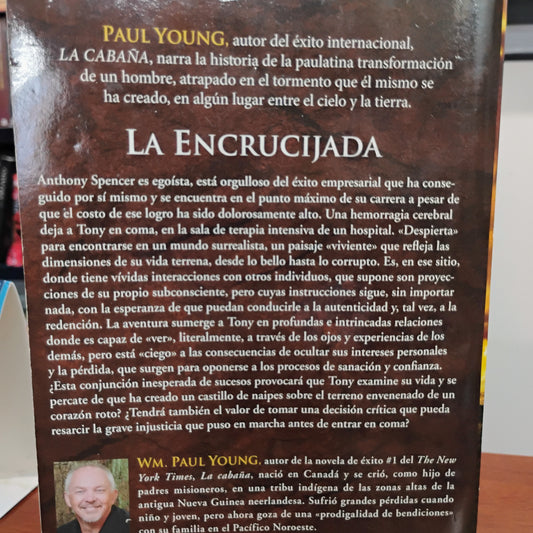 PAUL YOUNG, autor del éxito internacional,
LA CABAÑA, narra la historia de la paulatina transformación
de un hombre, atrapado en el tormento que él mismo se
ha creado, en algún lugar entre el cielo y la tierra.
LA ENCRUCIJADA
Anthony Spencer es egoísta, está orgulloso del éxito empresarial que ha conse-
guido por sí mismo y se encuentra en el punto máximo de su carrera a pesar de
que el costo de ese logro ha sido dolorosamente alto. Una hemorragia cerebral
deja a Tony en coma, en la sala de terapia intensiva de un hospital. «Despierta»
para encontrarse en un mundo surrealista, un paisaje «viviente» que refleja las
dimensiones de su vida terrena, desde lo bello hasta lo corrupto. Es, en ese sitio,
donde tiene vívidas interacciones con otros individuos, que supone son proyec-
ciones de su propio subconsciente, pero cuyas instrucciones sigue, sin importar
nada, con la esperanza de que puedan conducirle a la autenticidad y, tal vez, a la
redención. La aventura sumerge a Tony en profundas e intrincadas relaciones
donde es capaz de «ver», literalmente, a través de los ojos y experiencias de los
demás, pero está «ciego» a las consecuencias de ocultar sus intereses personales
y la pérdida, que surgen para oponerse a los procesos de sanación y confianza.
¿Esta conjunción inesperada de sucesos provocará que Tony examine su vida y se
percate de que ha creado un castillo de naipes sobre el terreno envenenado de un
corazón roto? ¿Tendrá también el valor de tomar una decisión crítica que pueda
resarcir la grave injusticia que puso en marcha antes de entrar en coma?
WM. PAUL YOUNG, autor de la novela de éxito #1 del The New
York Times, La cabaña, nació en Canadá y se crió, como hijo de
padres misioneros, en una tribu indígena de las zonas altas de la
antigua Nueva Guinea neerlandesa. Sufrió grandes pérdidas cuando
niño y joven, pero ahora goza de una «prodigalidad de bendiciones»
con su familia en el Pacífico Noroeste.